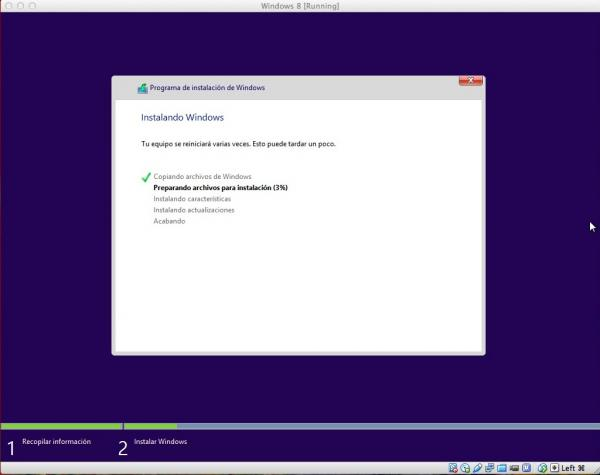 Windows 8 [Running]
Programa de instalación de Windows
Instalando Windows
Tu equipo se reiniciará varias veces. Esto puede tardar un poco.
Copiando archivos de Windows
Preparando archivos para instalación (3%)
Instalando características
Instalando actualizaciones
Acabando
1 Recopilar información 2 Instalar Windows
Left ⌘